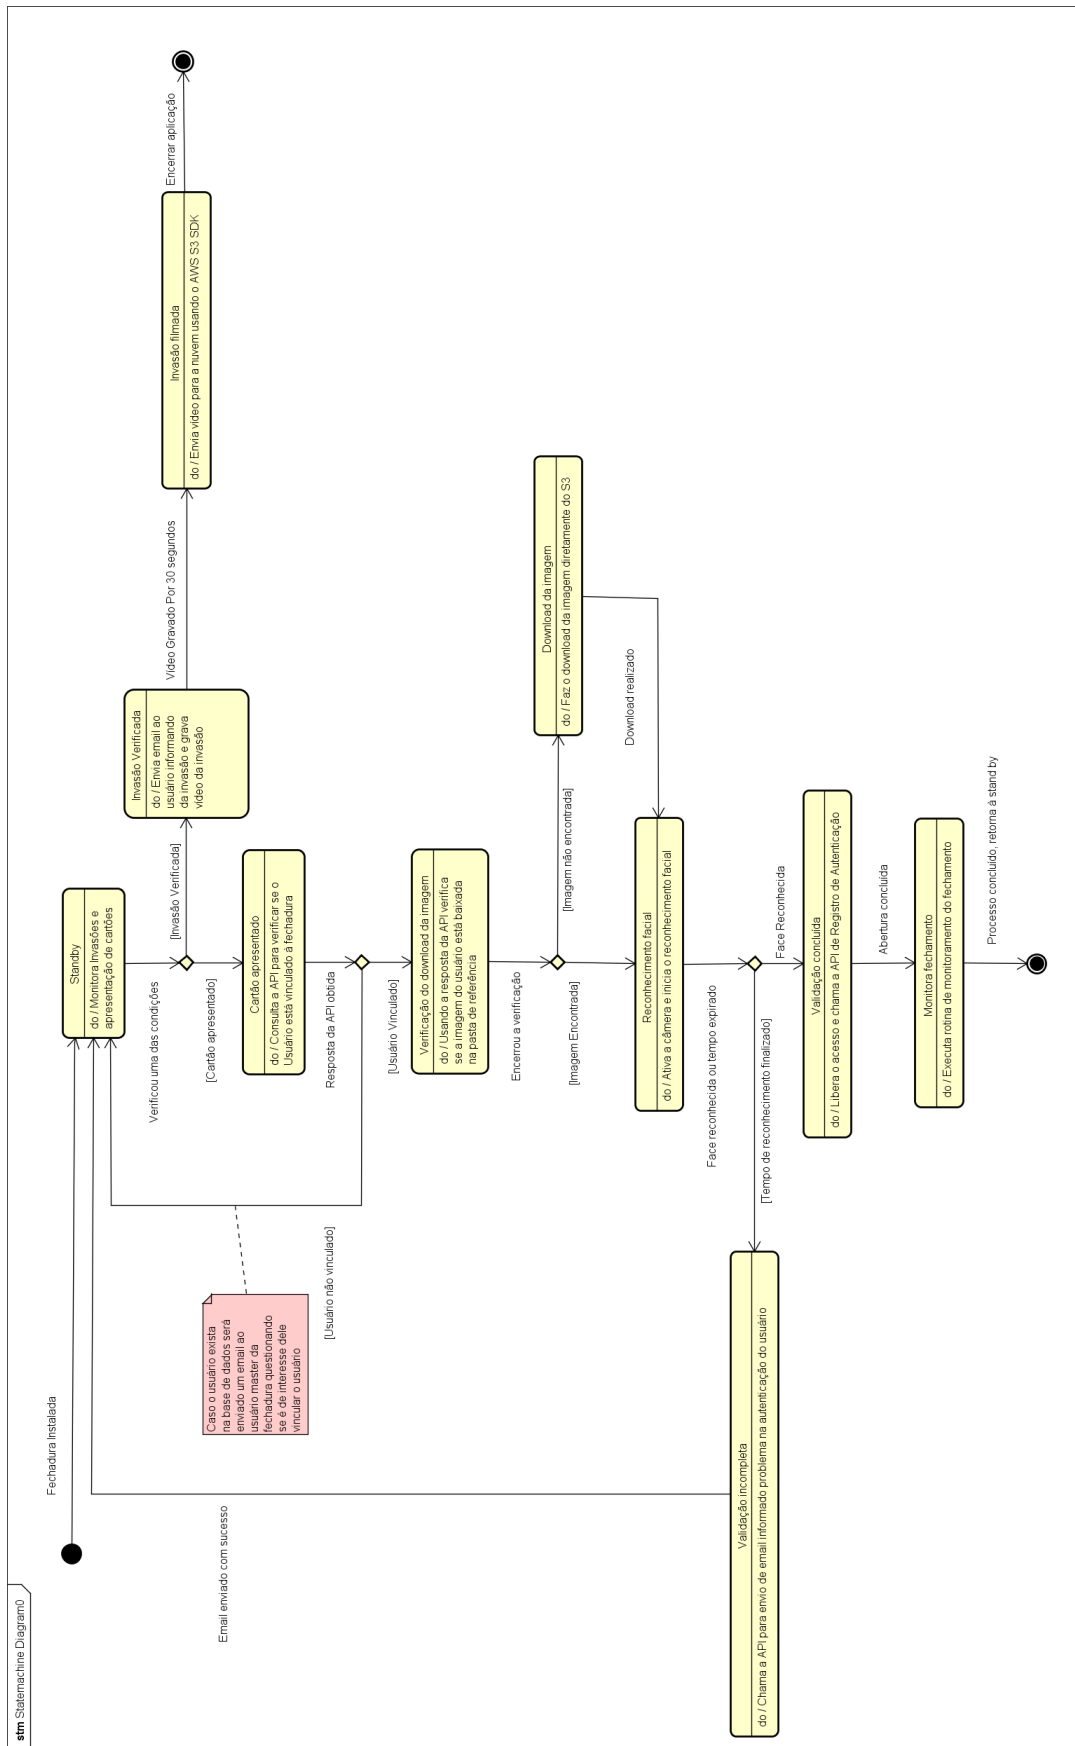 stm Statemachine Diagram0
Fechadura Instalada
Standby
do / Monitora Invasões e
apresentação de cartões
Verificou uma das condições
[Invasão Verificada]
Invasão Verificada
do / Envia email ao
usuário informando
da invasão e grava
vídeo da invasão
Vídeo Gravado Por 30 segundos
Invasão filmada
do / Envia vídeo para a nuvem usando o AWS S3 SDK
Encerrar aplicação
[Cartão apresentado]
Cartão apresentado
do / Consulta a API para verificar se o
Usuário está vinculado à fechadura
Resposta da API obtida
[Usuário não vinculado]
Caso o usuário exista
na base de dados será
enviado um email ao
usuário master da
fechadura questionando
se é de interesse dele
vincular o usuário
[Usuário Vinculado]
Verificação do download da imagem
do / Usando a resposta da API verifica
se a imagem do usuário está baixada
na pasta de referência
Encerrou a verificação
[Imagem não encontrada]
Download da imagem
do / Faz o download da imagem diretamente do S3
Download realizado
[Imagem Encontrada]
Reconhecimento facial
do / Ativa a câmera e inicia o reconhecimento facial
Face reconhecida ou tempo expirado
[Tempo de reconhecimento finalizado]
Validação incompleta
do / Chama a API para envio de email informado problema na autenticação do usuário
Email enviado com sucesso
Face Reconhecida
Validação concluída
do / Libera o acesso e chama a API de Registro de Autenticação
Abertura concluída
Monitora fechamento
do / Executa rotina de monitoramento do fechamento
Processo concluído, retorna à stand by